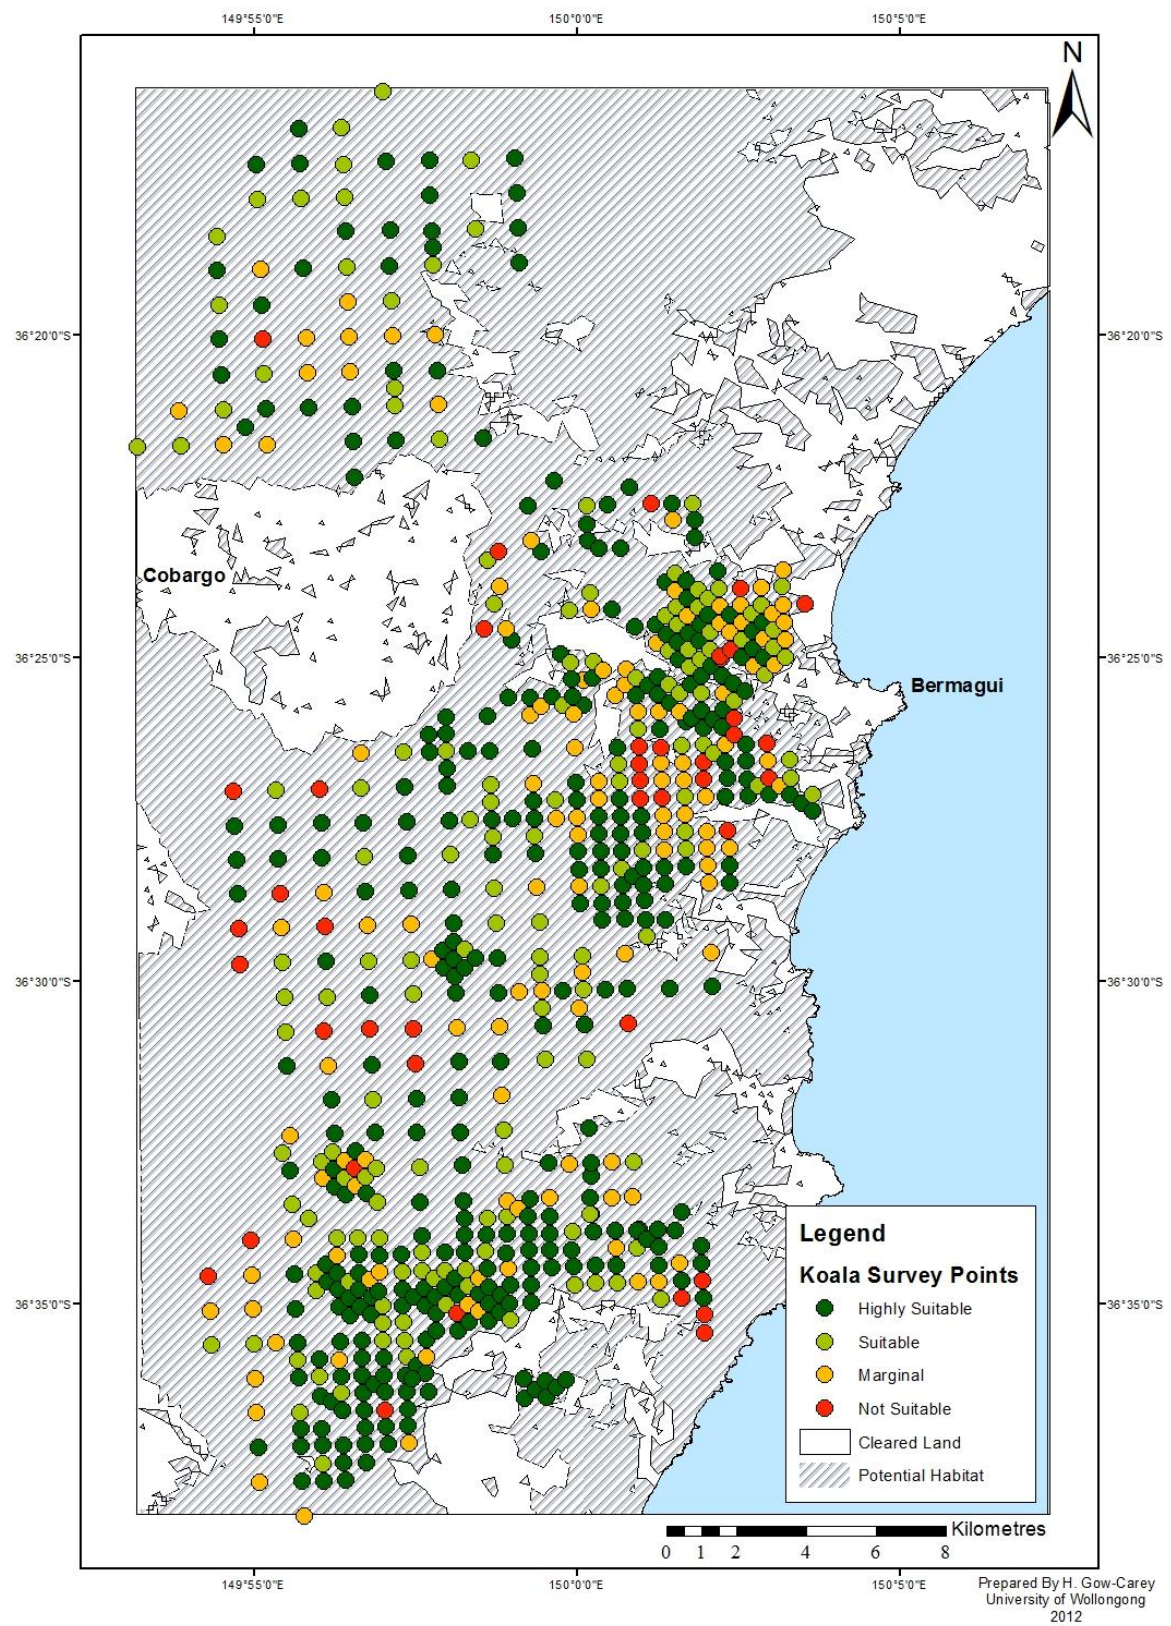 149°55'0"E 150°0'0"E 150°5'0"E
N
36°20'0"S 36°20'0"S
Cobargo
36°25'0"S 36°25'0"S
Bermagui
36°30'0"S 36°30'0"S
Legend
Koala Survey Points
Highly Suitable
36°35'0"S 36°35'0"S
Suitable
Marginal
Not Suitable
Cleared Land
Potential Habitat
Kilometres
0 1 2 4 6 8
149°55'0"E 150°0'0"E 150°5'0"E
Prepared By H. Gow-Carey
University of Wollongong
2012